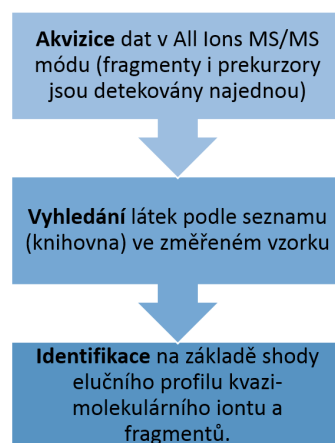 Akvizice dat v All Ions MS/MS
módu (fragmenty i prekurzory
jsou detekovány najednou)
Vyhledání látek podle seznamu
(knihovna) ve změřeném vzorku
Identifikace na základě shody
elučního profilu kvazi-
molekulárního iontu a
fragmentů.